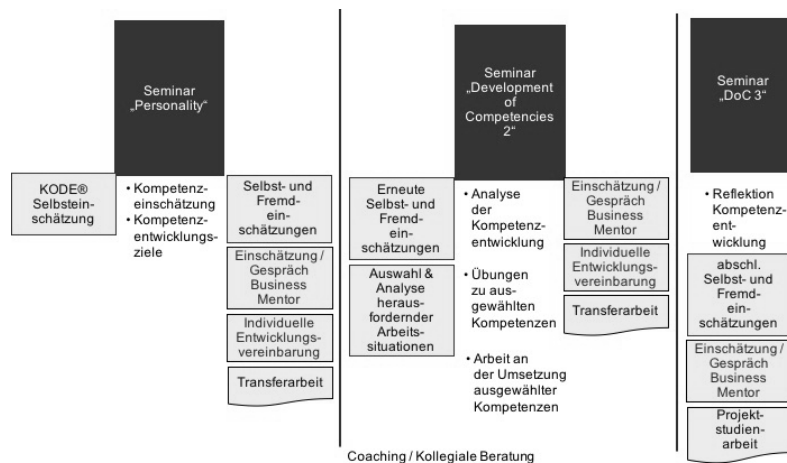 Seminar
„Personality“
KODE®
Selbstein-
schätzung
• Kompetenz-
einschätzung
• Kompetenz-
entwicklungs-
ziele
Selbst- und
Fremd-
ein-
schätzungen
Einschätzung /
Gespräch
Business
Mentor
Individuelle
Entwicklungs-
vereinbarung
Transferarbeit
Seminar
„Development
of
Competencies
2“
Erneute
Selbst- und
Fremd-
ein-
schätzungen
Auswahl &
Analyse
heraus-
fordernder
Arbeits-
situationen
• Analyse
der
Kompetenz-
entwicklung
• Übungen
zu aus-
gewählten
Kompetenzen
• Arbeit an
der Umsetzung
ausgewählter
Kompetenzen
Einschätzung /
Gespräch
Business
Mentor
Individuelle
Entwicklungs-
vereinbarung
Transferarbeit
Seminar
„DoC 3“
• Reflektion
Kompetenz-
ent-
wicklung
abschl.
Selbst- und
Fremd-
ein-
schätzungen
Einschätzung /
Gespräch
Business
Mentor
Projekt-
studien-
arbeit
Coaching / Kollegiale Beratung